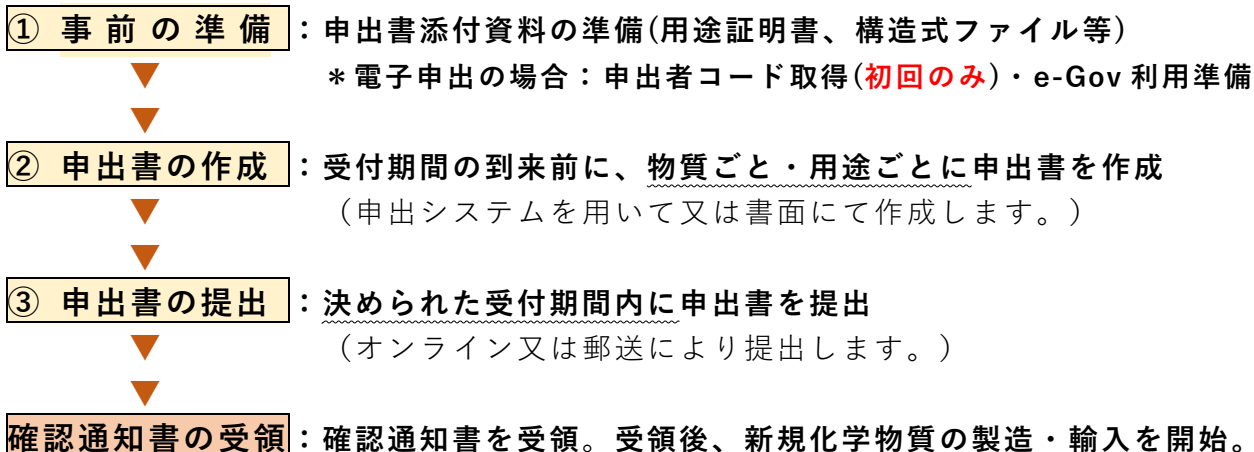 ① 事前の準備：申出書添付資料の準備(用途証明書、構造式ファイル等)
＊電子申出の場合：申出者コード取得(初回のみ)・e-Gov 利用準備
② 申出書の作成：受付期間の到来前に、物質ごと・用途ごとに申出書を作成
（申出システムを用いて又は書面にて作成します。）
③ 申出書の提出：決められた受付期間内に申出書を提出
（オンライン又は郵送により提出します。）
確認通知書の受領：確認通知書を受領。受領後、新規化学物質の製造・輸入を開始。